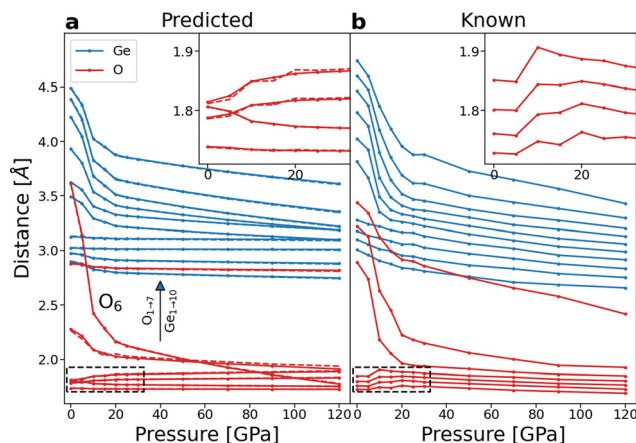 a Predicted
b Known
Ge
O
1.9
1.8
0
20
1.9
1.8
0
20
Distance [Å]
4.5
4.0
3.5
3.0
2.5
2.0
O₆
O₁→₇
Ge₁→₁₀
0 20 40 60 80 100 120
Pressure [GPa]
Distance [Å]
0 20 40 60 80 100 120
Pressure [GPa]